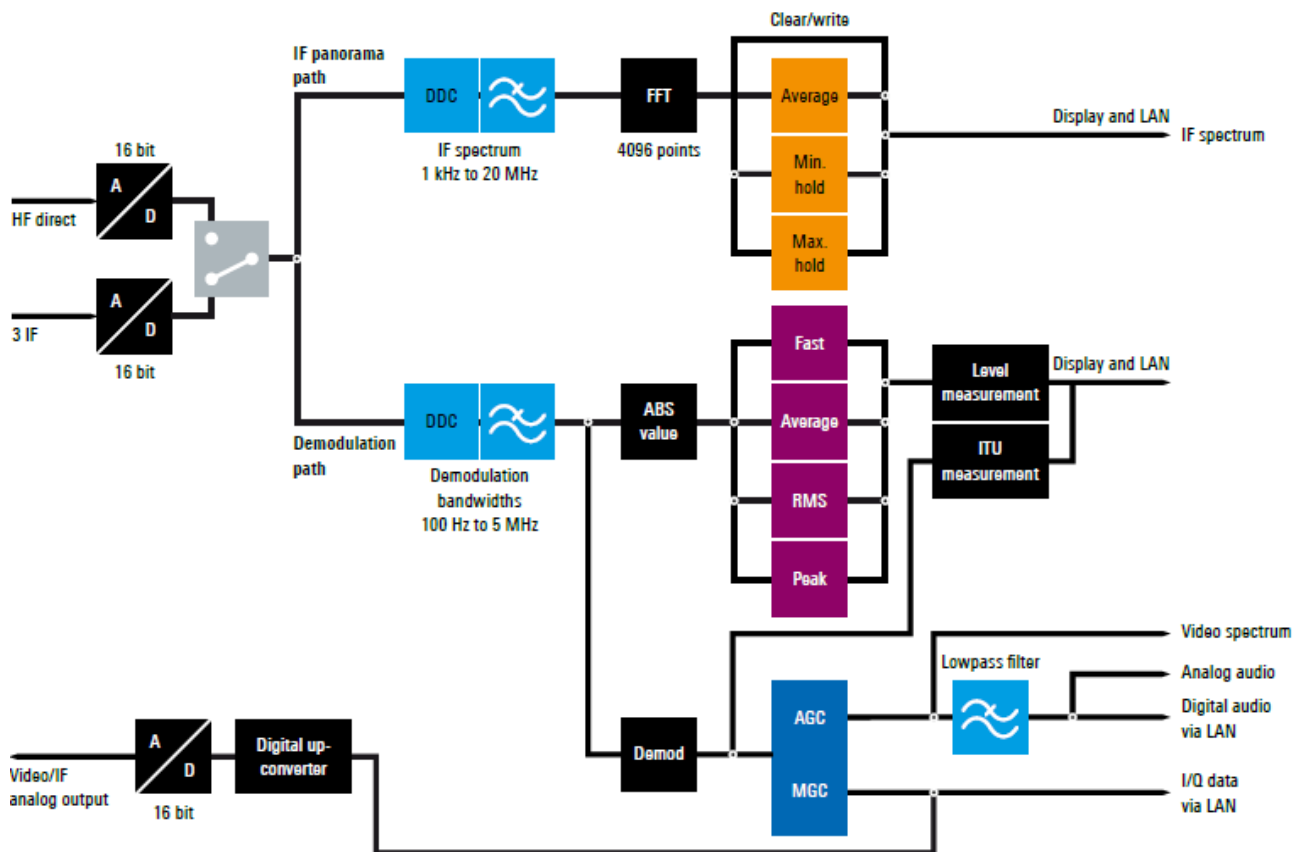 Clear/write
IF panorama
path
DDC
FFT
Average
Display and LAN
IF spectrum
IF spectrum
1 kHz to 20 MHz
4096 points
Min.
hold
Max.
hold
16 bit
A
D
HF direct
A
D
3 IF
16 bit
Fast
Level
measurement
Display and LAN
DDC
ABS
value
Average
ITU
measurement
Demodulation
path
Demodulation
bandwidths
100 Hz to 5 MHz
RMS
Peak
Video spectrum
Lowpass filter
Analog audio
AGC
Digital audio
via LAN
A
D
Digital up-
converter
Demod
Video/IF
analog output
16 bit
MGC
I/Q data
via LAN